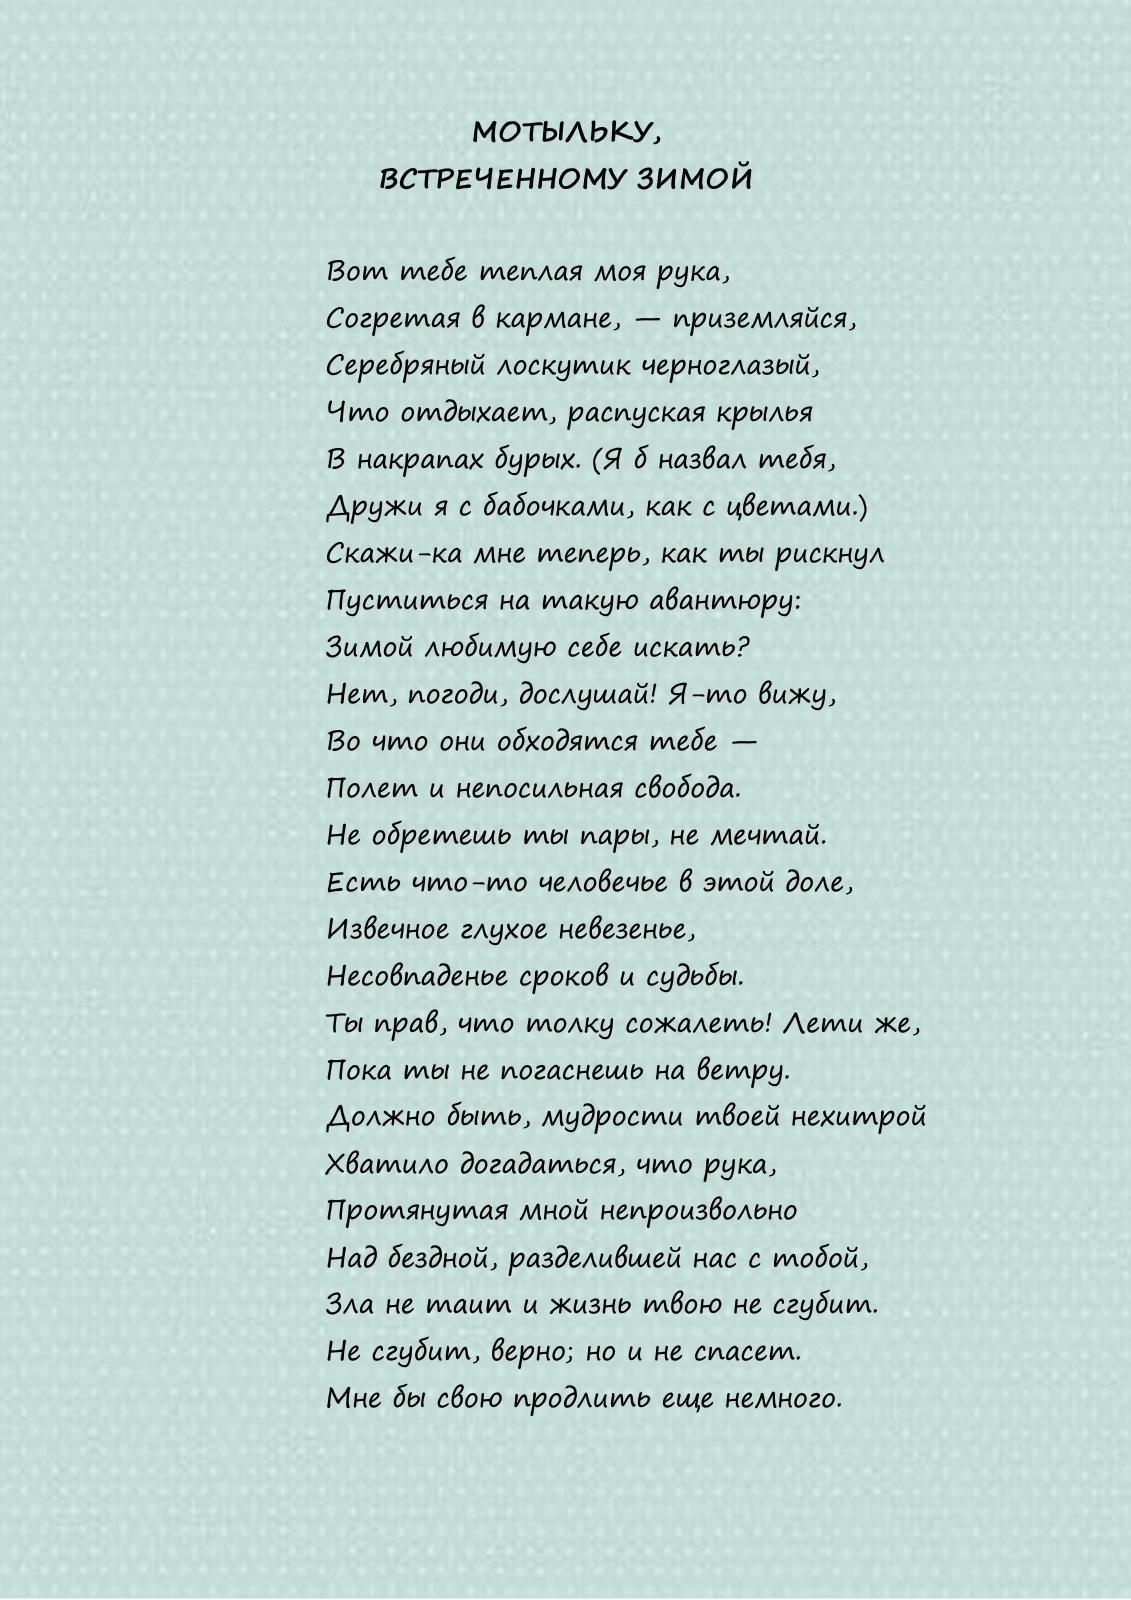 МОТЫЛЬКУ,
ВСТРЕЧЕННОМУ ЗИМОЙ
Вот тебе теплая моя рука,
Согретая в кармане, — приземляйся,
Серебряный лоскутик черноглазый,
Что отдыхает, распуская крылья
В накрапах бурых. (Я б назвал тебя,
Дружи я с бабочками, как с цветами.)
Скажи-ка мне теперь, как ты рискнул
Пуститься на такую авантюру:
Зимой любимую себе искать?
Нет, погоди, дослушай! Я-то вижу,
Во что они обходятся тебе —
Полет и непосильная свобода.
Не обретешь ты пары, не мечтай.
Есть что-то человечье в этой доле,
Извечное глухое невезенье,
Несовпаденье сроков и судьбы.
Ты прав, что толку сожалеть! Лети же,
Пока ты не погаснешь на ветру.
Должно быть, мудрости твоей нехитрой
Хватило догадаться, что рука,
Протянутая мной непроизвольно
Над бездной, разделившей нас с тобой,
Зла не таит и жизнь твою не сгубит.
Не сгубит, верно; но и не спасет.
Мне бы свою продлить еще немного.